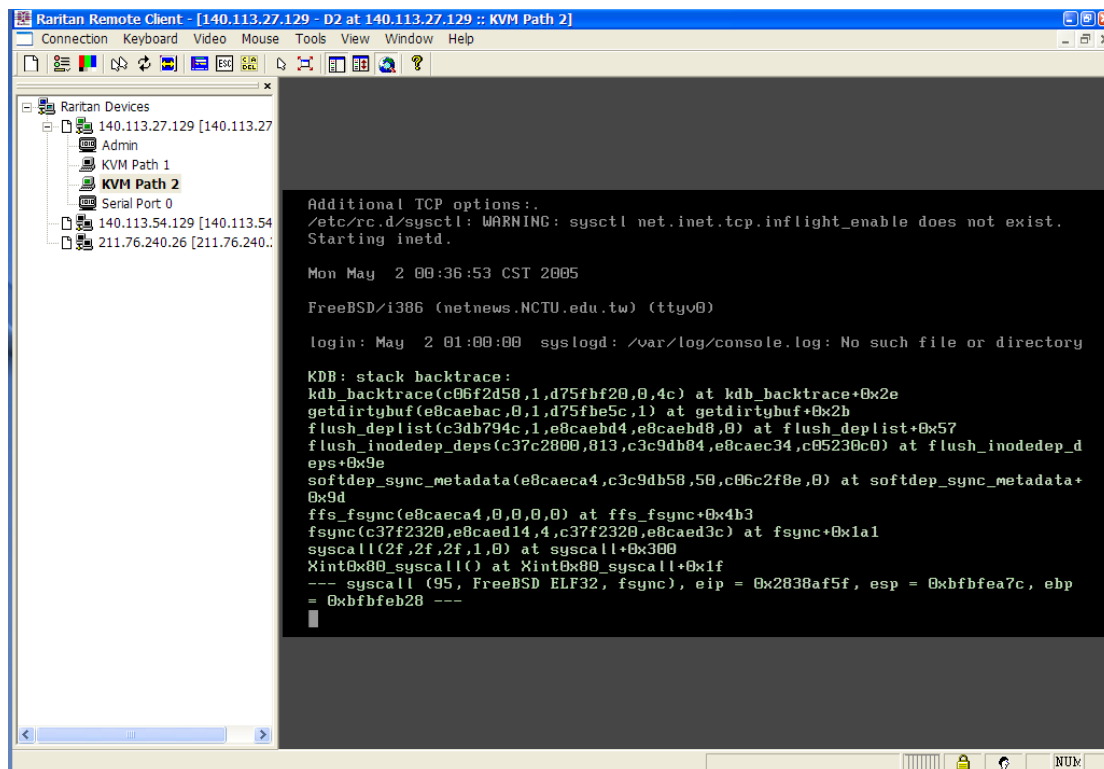 Raritan Remote Client - [140.113.27.129 - D2 at 140.113.27.129 :: KVM Path 2]
Connection Keyboard Video Mouse Tools View Window Help
ESC
Raritan Devices
140.113.27.129 [140.113.27
Admin
KVM Path 1
KVM Path 2
Serial Port 0
140.113.54.129 [140.113.54
211.76.240.26 [211.76.240.:
Additional TCP options:.
/etc/rc.d/sysctl: WARNING: sysctl net.inet.tcp.inflight_enable does not exist.
Starting inetd.
Mon May  2 00:36:53 CST 2005
FreeBSD/i386 (netnews.NCTU.edu.tw) (ttyv0)
login: May  2 01:00:00  syslogd: /var/log/console.log: No such file or directory
KDB: stack backtrace:
kdb_backtrace(c06f2d58,1,d75fbf20,0,4c) at kdb_backtrace+0x2e
getdirtybuf(e8caebac,0,1,d75fbe5c,1) at getdirtybuf+0x2b
flush_deplist(c3db794c,1,e8caebd4,e8caebd8,0) at flush_deplist+0x57
flush_inodedep_deps(c37c2800,813,c3c9db84,e8caec34,c05230c0) at flush_inodedep_d
eps+0x9e
softdep_sync_metadata(e8caeca4,c3c9db58,50,c06c2f8e,0) at softdep_sync_metadata+
0x9d
ffs_fsync(e8caeca4,0,0,0,0) at ffs_fsync+0x4b3
fsync(c37f2320,e8caed14,4,c37f2320,e8caed3c) at fsync+0x1a1
syscall(2f,2f,2f,1,0) at syscall+0x300
Xint0x80_syscall() at Xint0x80_syscall+0x1f
--- syscall (95, FreeBSD ELF32, fsync), eip = 0x2838af5f, esp = 0xbfbfea7c, ebp
= 0xbfbfeb28 ---
NUM